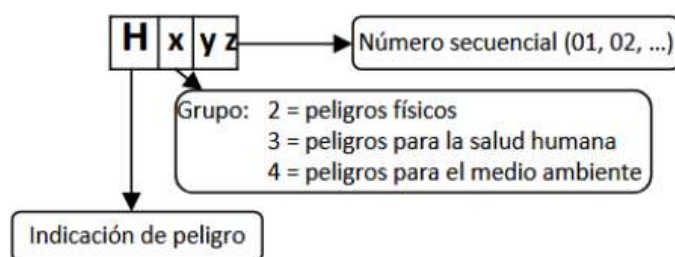 H x y z
Número secuencial (01, 02, ...)
Grupo: 2 = peligros físicos
3 = peligros para la salud humana
4 = peligros para el medio ambiente
Indicación de peligro